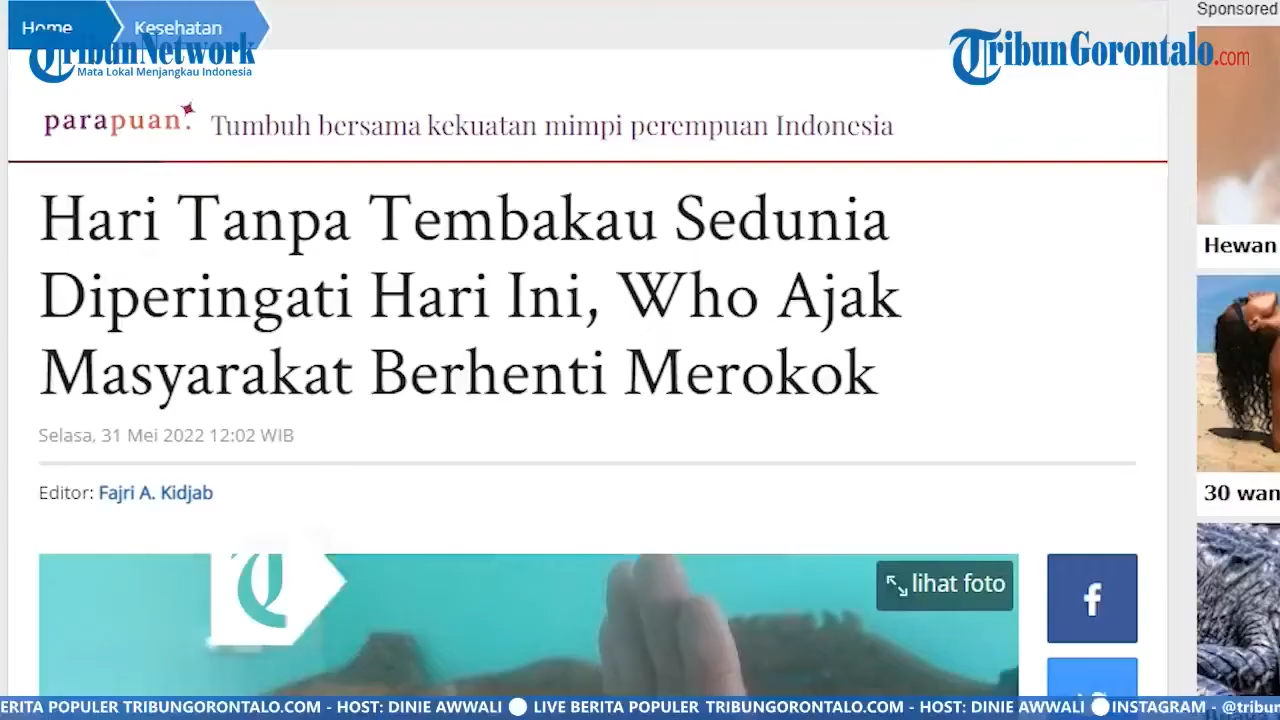 Home
Kesehatan
TribunNetwork
Mata Lokal Menjangkau Indonesia
TribunGorontalo.com
Sponsored
parapuan.
Tumbuh bersama kekuatan mimpi perempuan Indonesia
Hari Tanpa Tembakau Sedunia
Diperingati Hari Ini, Who Ajak
Masyarakat Berhenti Merokok
Selasa, 31 Mei 2022 12:02 WIB
Editor: Fajri A. Kidjab
Hewan
30 wan
lihat foto
f
ERITA POPULER TRIBUNGORONTALO.COM - HOST: DINIE AWWALI LIVE BERITA POPULER TRIBUNGORONTALO.COM - HOST: DINIE AWWALI INSTAGRAM - @tribun